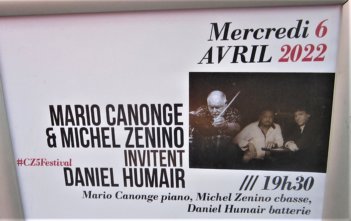 Mercredi 6
AVRIL 2022
MARIO CANONGE
& MICHEL ZENINO
INVITENT
#CZ5Festival
DANIEL HUMAIR
/// 19h30
Mario Canonge piano, Michel Zenino cbasse,
Daniel Humair batterie